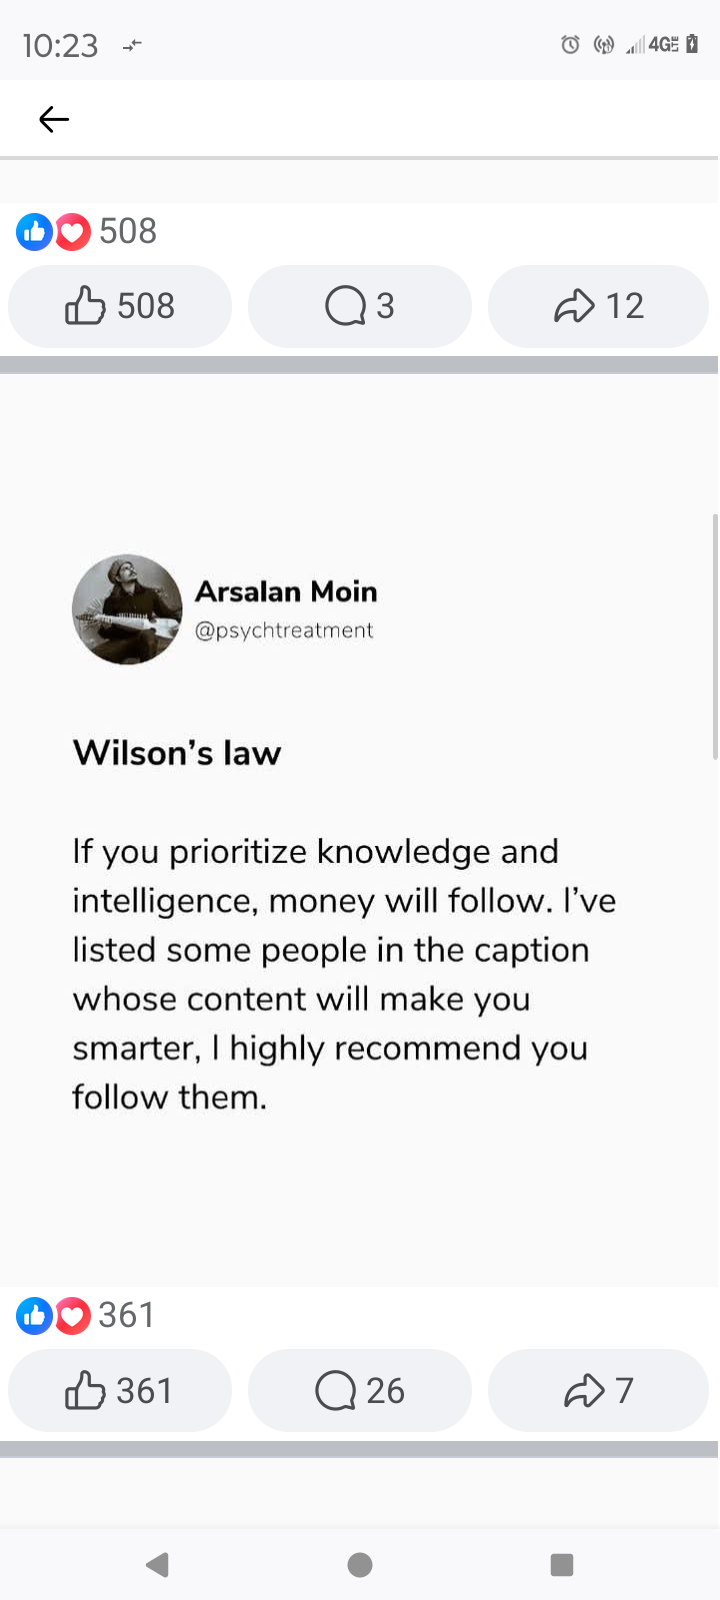 10:23
4G LTE
508
508 3 12
Arsalan Moin
@psychtreatment
Wilson’s law
If you prioritize knowledge and
intelligence, money will follow. I’ve
listed some people in the caption
whose content will make you
smarter, I highly recommend you
follow them.
361
361 26 7